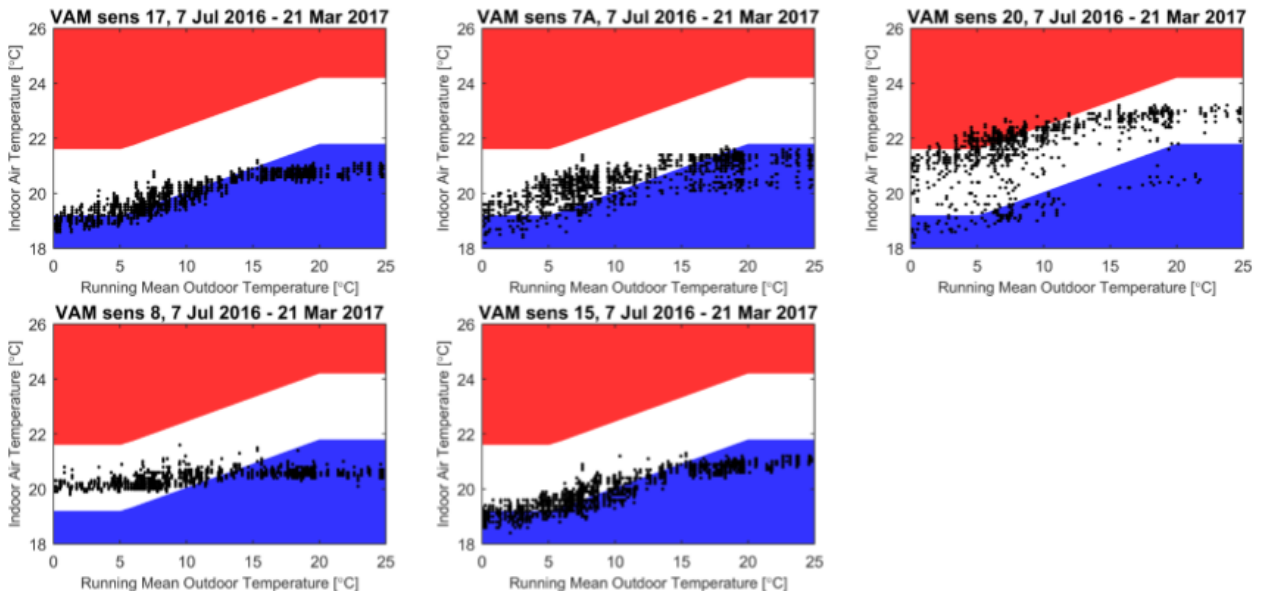 VAM sens 17, 7 Jul 2016 - 21 Mar 2017
26
24
22
20
18
Indoor Air Temperature [°C]
0 5 10 15 20 25
Running Mean Outdoor Temperature [°C]
VAM sens 7A, 7 Jul 2016 - 21 Mar 2017
26
24
22
20
18
Indoor Air Temperature [°C]
0 5 10 15 20 25
Running Mean Outdoor Temperature [°C]
VAM sens 20, 7 Jul 2016 - 21 Mar 2017
26
24
22
20
18
Indoor Air Temperature [°C]
0 5 10 15 20 25
Running Mean Outdoor Temperature [°C]
VAM sens 8, 7 Jul 2016 - 21 Mar 2017
26
24
22
20
18
Indoor Air Temperature [°C]
0 5 10 15 20 25
Running Mean Outdoor Temperature [°C]
VAM sens 15, 7 Jul 2016 - 21 Mar 2017
26
24
22
20
18
Indoor Air Temperature [°C]
0 5 10 15 20 25
Running Mean Outdoor Temperature [°C]